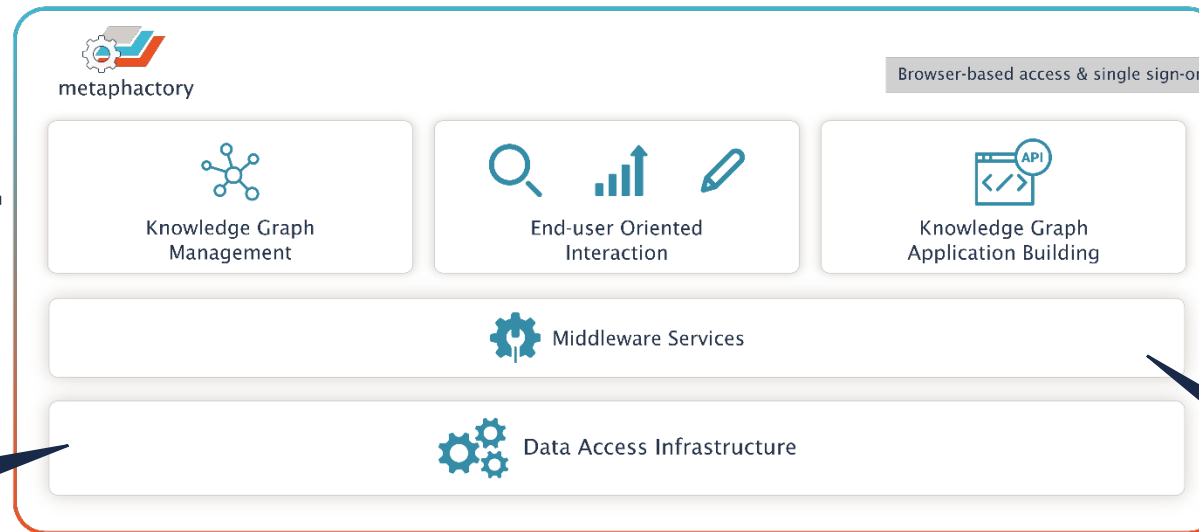 metaphactory
Browser-based access & single sign-on
API
Knowledge Graph
Management
End-user Oriented
Interaction
Knowledge Graph
Application Building
Middleware Services
Data Access Infrastructure